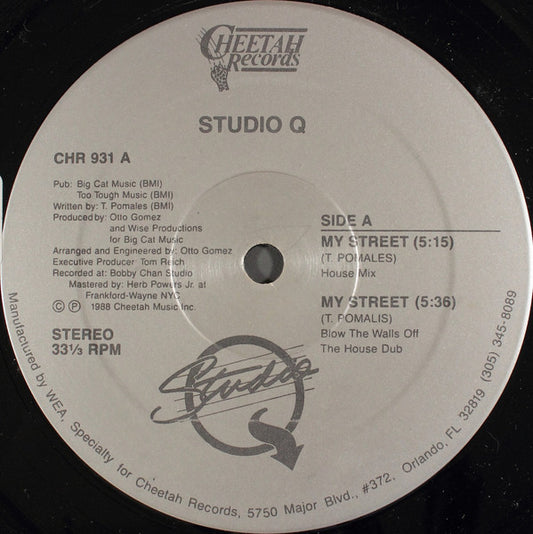 CHEETAH
Records
STUDIO Q
CHR 931 A
Pub: Big Cat Music (BMI)
Too Tough Music (BMI)
Written by: T. Pomales (BMI)
Produced by: Otto Gomez
and Wise Productions
for Big Cat Music
Arranged and Engineered by: Otto Gomez
Executive Producer: Tom Reich
Recorded at: Bobby Chan Studio
Mastered by: Herb Powers Jr. at
Frankford-Wayne NYC
© ℗ 1988 Cheetah Music Inc.
STEREO
33⅓ RPM
SIDE A
MY STREET (5:15)
(T. POMALES)
House Mix
MY STREET (5:36)
(T. POMALIS)
Blow The Walls Off
The House Dub
Studio
Manufactured by WEA, Specialty for Cheetah Records, 5750 Major Blvd., #372, Orlando, FL 32819 (305) 345-8089